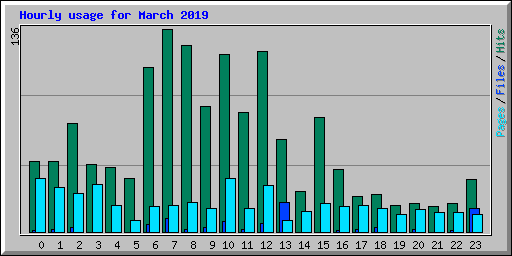 Hourly usage for March 2019
136
Pages/Files/Hits
0 1 2 3 4 5 6 7 8 9 10 11 12 13 14 15 16 17 18 19 20 21 22 23